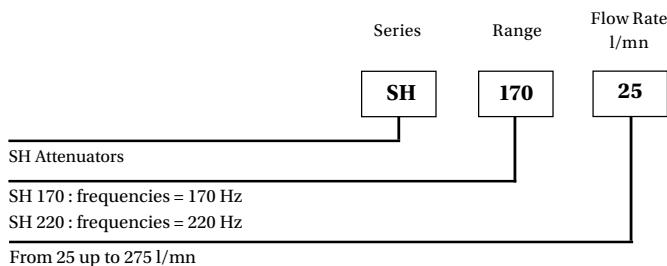 Series Range Flow Rate
l/mn
SH 170 25
SH Attenuators
SH 170 : frequencies = 170 Hz
SH 220 : frequencies = 220 Hz
From 25 up to 275 l/mn